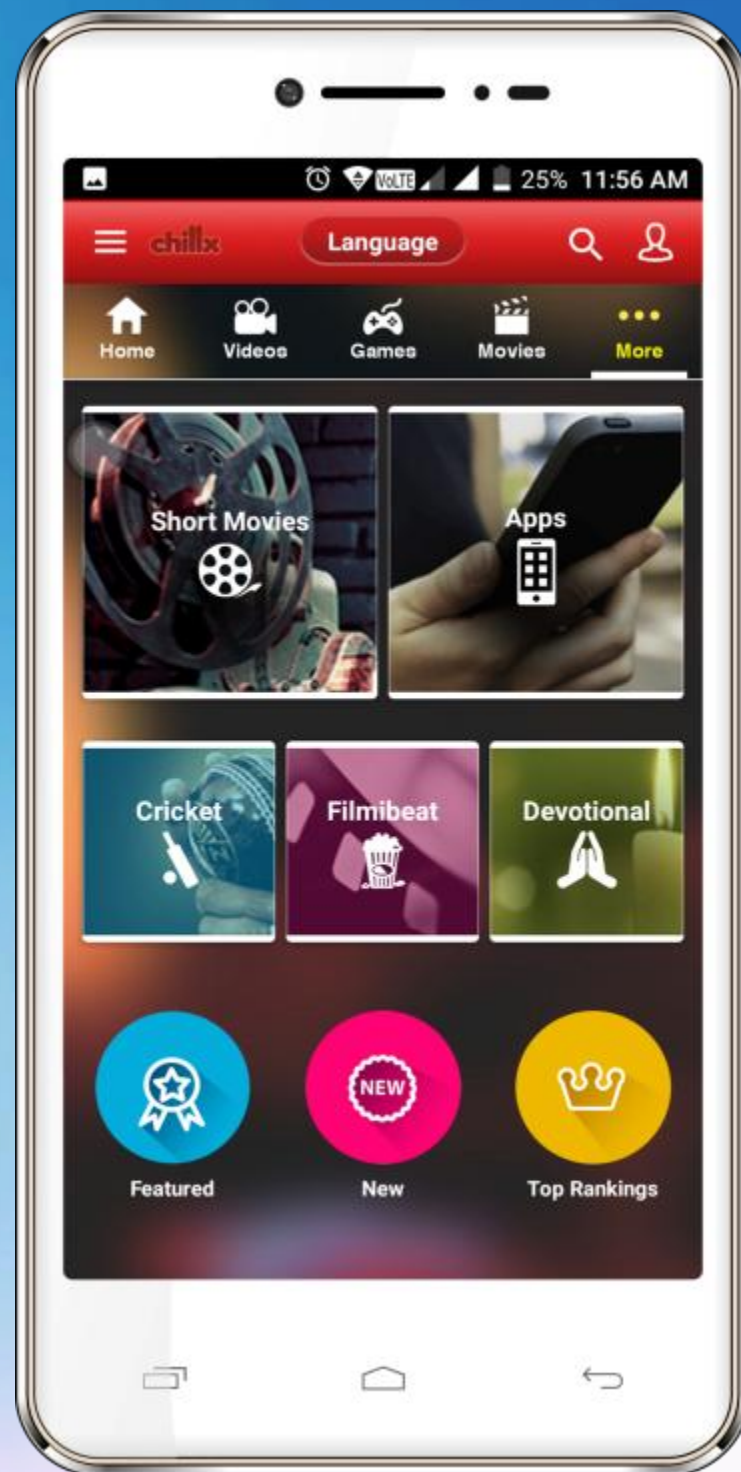 VoLTE 25% 11:56 AM
chillx Language
Home Videos Games Movies More
Short Movies Apps
Cricket Filmibeat Devotional
NEW
Featured New Top Rankings